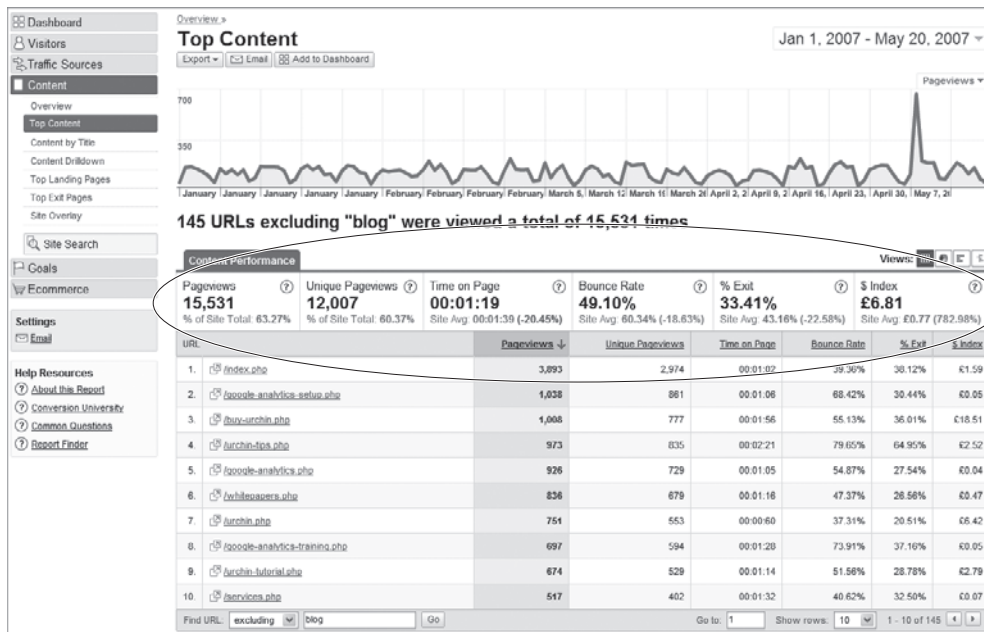 Dashboard
Visitors
Traffic Sources
Content
Overview
Top Content
Content by Title
Content Drilldown
Top Landing Pages
Top Exit Pages
Site Overlay
Site Search
Goals
Ecommerce
Settings
Email
Help Resources
About this Report
Conversion University
Common Questions
Report Finder
Overview »
Top Content
Jan 1, 2007 - May 20, 2007
Export Email Add to Dashboard
Pageviews
700
350
January January January January January February February February February March 5, March 12 March 19 March 26 April 2, 2 April 9, 2 April 16, April 23, April 30, May 7, 20
145 URLs excluding "blog" were viewed a total of 15,531 times
Content Performance Views:
Pageviews ? Unique Pageviews ? Time on Page ? Bounce Rate ? % Exit ? $ Index ?
15,531 12,007 00:01:19 49.10% 33.41% £6.81
% of Site Total: 63.27% % of Site Total: 60.37% Site Avg: 00:01:39 (-20.45%) Site Avg: 60.34% (-18.63%) Site Avg: 43.16% (-22.58%) Site Avg: £0.77 (782.98%)
URL Pageviews ↓ Unique Pageviews Time on Page Bounce Rate % Exit $ Index
1. /index.php 3,893 2,974 00:01:02 39.36% 38.12% £1.59
2. /google-analytics-setup.php 1,038 861 00:01:06 68.42% 30.44% £0.05
3. /buy-urchin.php 1,008 777 00:01:56 55.13% 36.01% £18.51
4. /urchin-tips.php 973 835 00:02:21 79.65% 64.95% £2.52
5. /google-analytics.php 926 729 00:01:05 54.87% 27.54% £0.04
6. /whitepapers.php 836 679 00:01:16 47.37% 26.56% £0.47
7. /urchin.php 751 553 00:00:60 37.31% 20.51% £6.42
8. /google-analytics-training.php 697 594 00:01:28 73.91% 37.16% £0.05
9. /urchin-tutorial.php 674 529 00:01:14 51.56% 28.78% £2.79
10. /services.php 517 402 00:01:32 40.62% 32.50% £0.07
Find URL: excluding blog Go Go to: 1 Show rows: 10 1 - 10 of 145